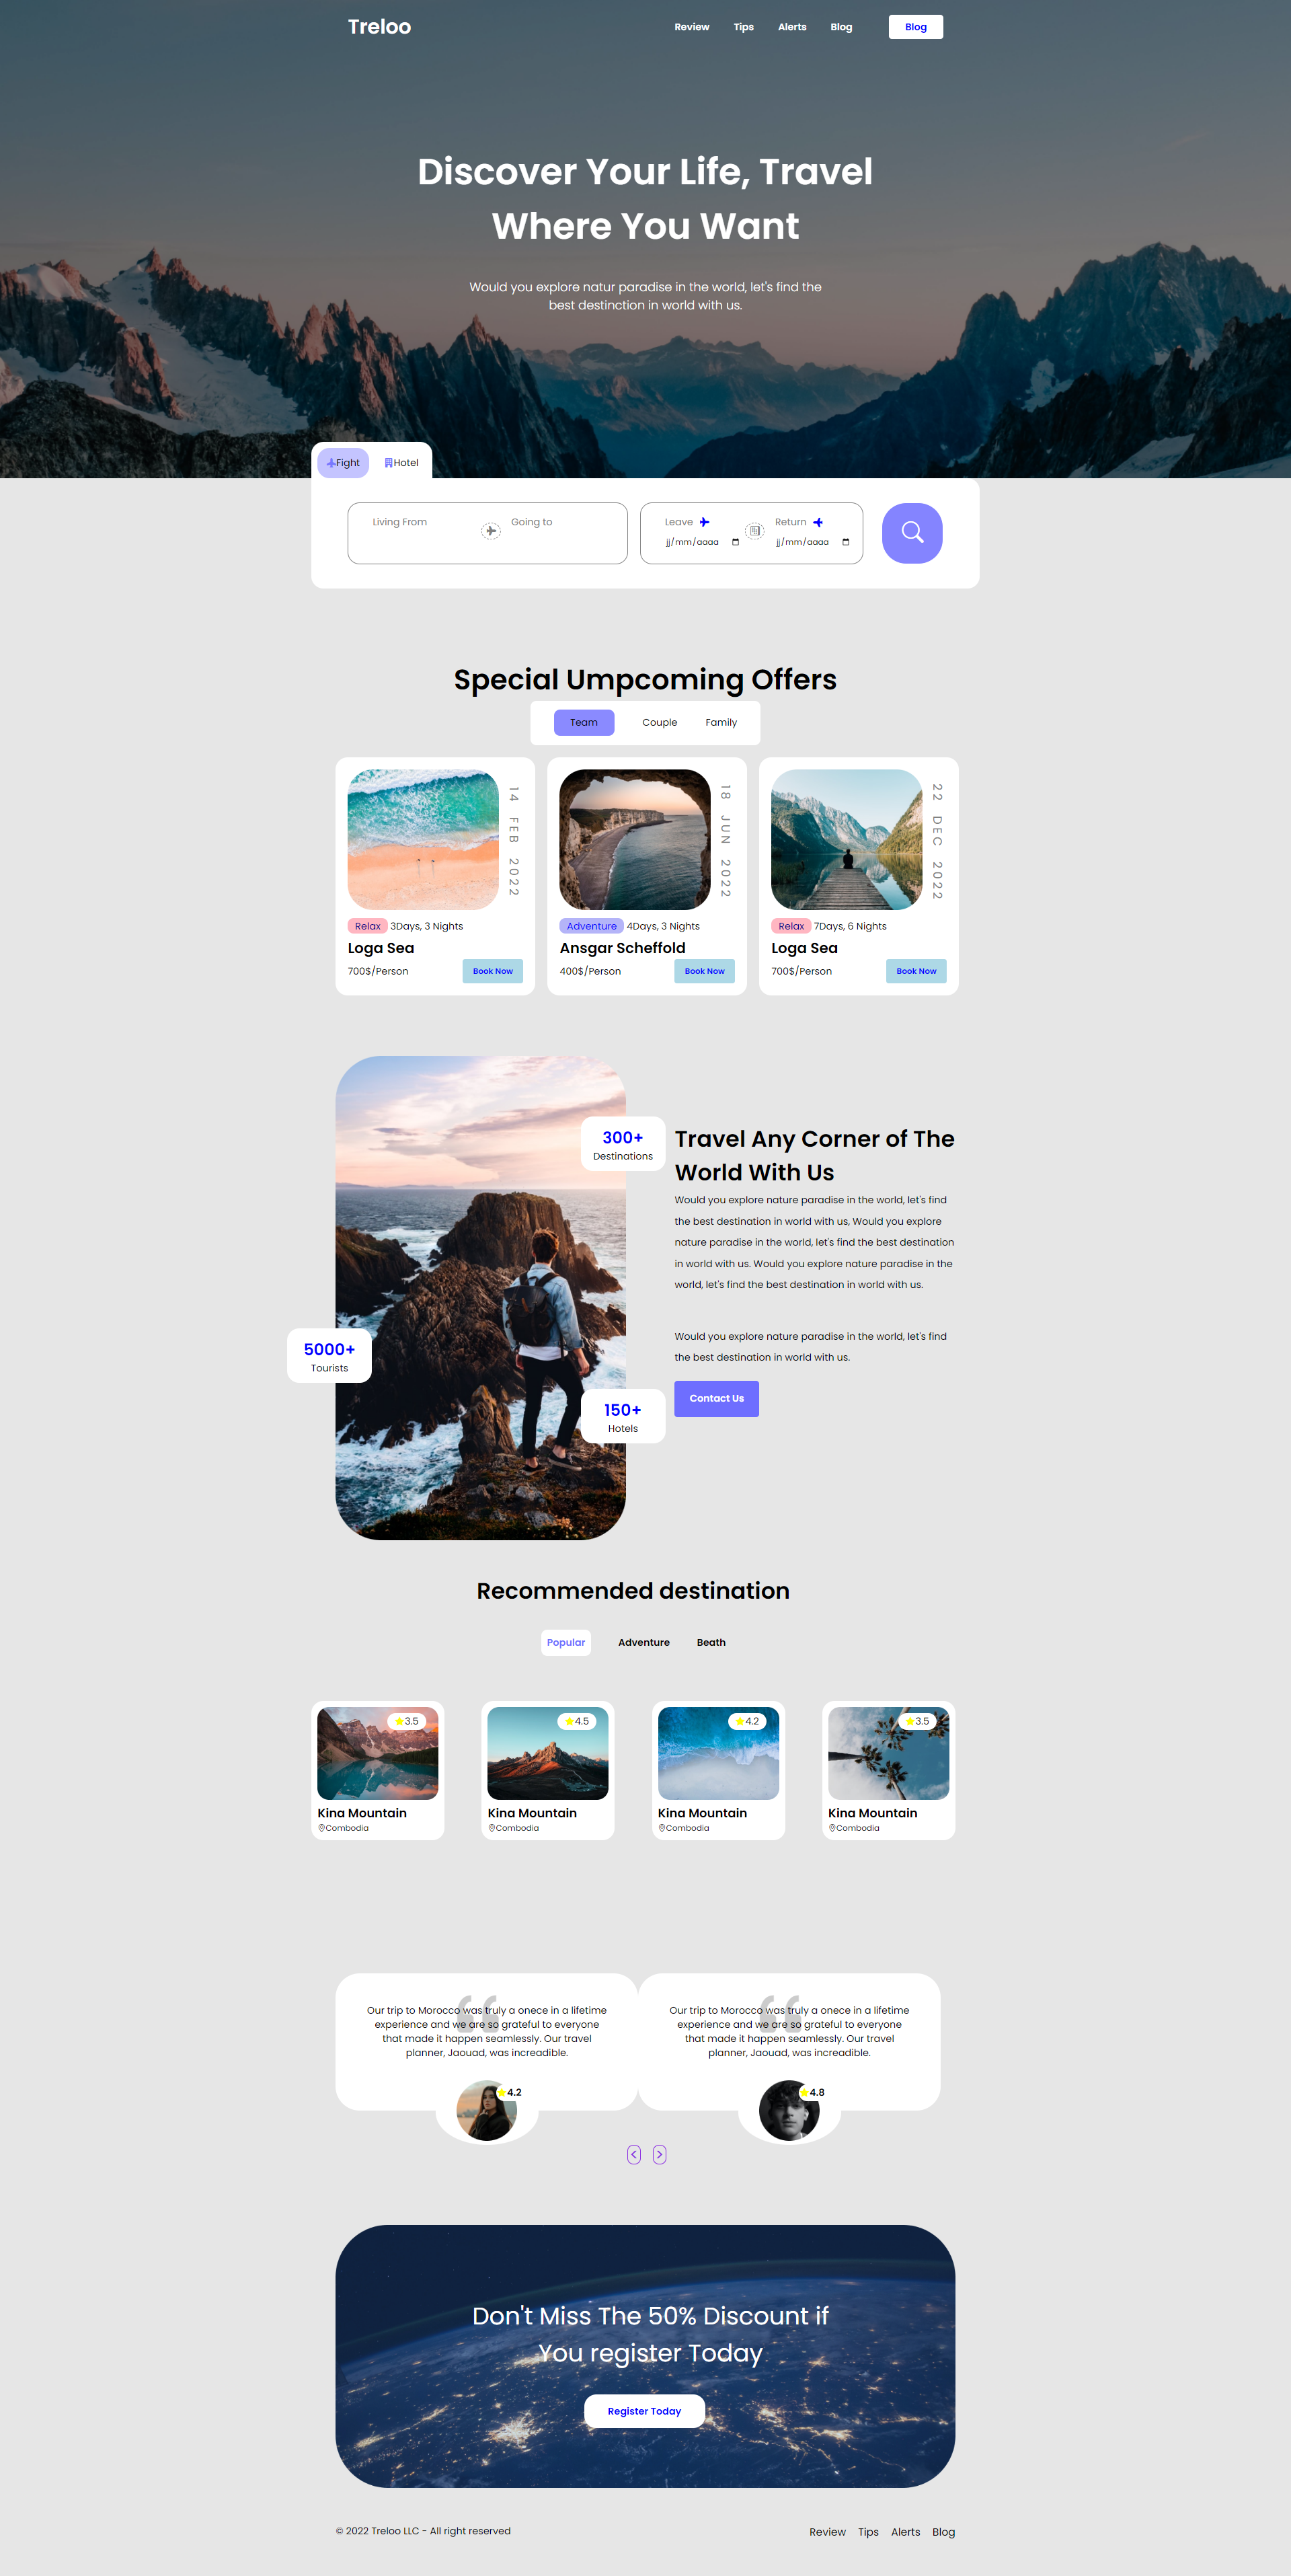 Treloo
Review Tips Alerts Blog Blog
Discover Your Life, Travel
Where You Want
Would you explore natur paradise in the world, let's find the
best destinction in world with us.
Fight Hotel
Living From Going to Leave Return
jj/mm/aaaa jj/mm/aaaa
Special Umpcoming Offers
Team Couple Family
14 FEB 2022
18 JUN 2022
22 DEC 2022
Relax 3Days, 3 Nights
Loga Sea
700$/Person Book Now
Adventure 4Days, 3 Nights
Ansgar Scheffold
400$/Person Book Now
Relax 7Days, 6 Nights
Loga Sea
700$/Person Book Now
300+
Destinations
5000+
Tourists
150+
Hotels
Travel Any Corner of The
World With Us
Would you explore nature paradise in the world, let's find
the best destination in world with us, Would you explore
nature paradise in the world, let's find the best destination
in world with us. Would you explore nature paradise in the
world, let's find the best destination in world with us.
Would you explore nature paradise in the world, let's find
the best destination in world with us.
Contact Us
Recommended destination
Popular Adventure Beath
3.5
Kina Mountain
Combodia
4.5
Kina Mountain
Combodia
4.2
Kina Mountain
Combodia
3.5
Kina Mountain
Combodia
Our trip to Morocco was truly a onece in a lifetime
experience and we are so grateful to everyone
that made it happen seamlessly. Our travel
planner, Jaouad, was increadible.
4.2
Our trip to Morocco was truly a onece in a lifetime
experience and we are so grateful to everyone
that made it happen seamlessly. Our travel
planner, Jaouad, was increadible.
4.8
Don't Miss The 50% Discount if
You register Today
Register Today
© 2022 Treloo LLC - All right reserved
Review Tips Alerts Blog